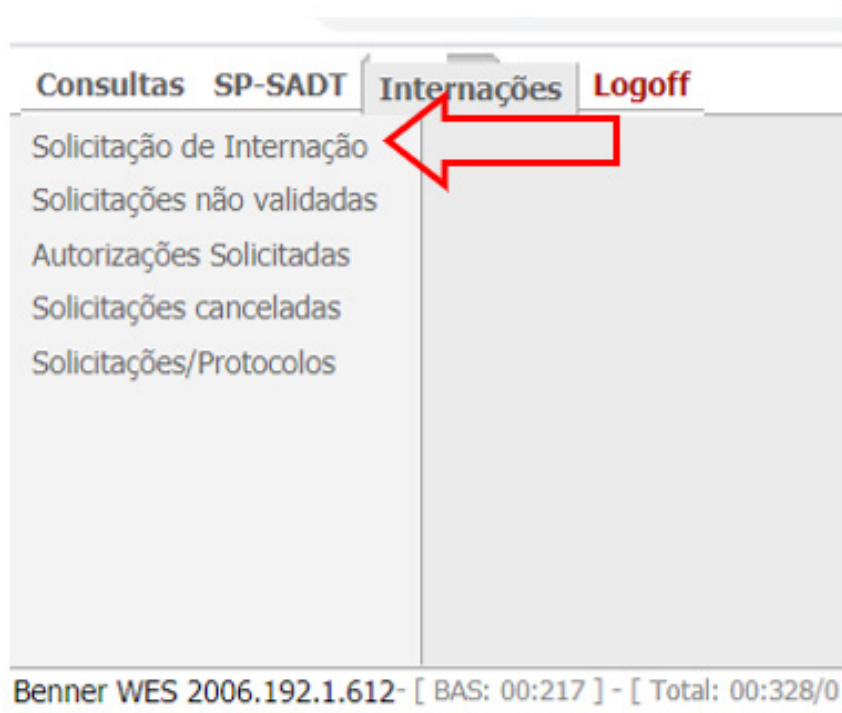 Consultas SP-SADT Internações Logoff
Solicitação de Internação
Solicitações não validadas
Autorizações Solicitadas
Solicitações canceladas
Solicitações/Protocolos
Benner WES 2006.192.1.612- [ BAS: 00:217 ] - [ Total: 00:328/0